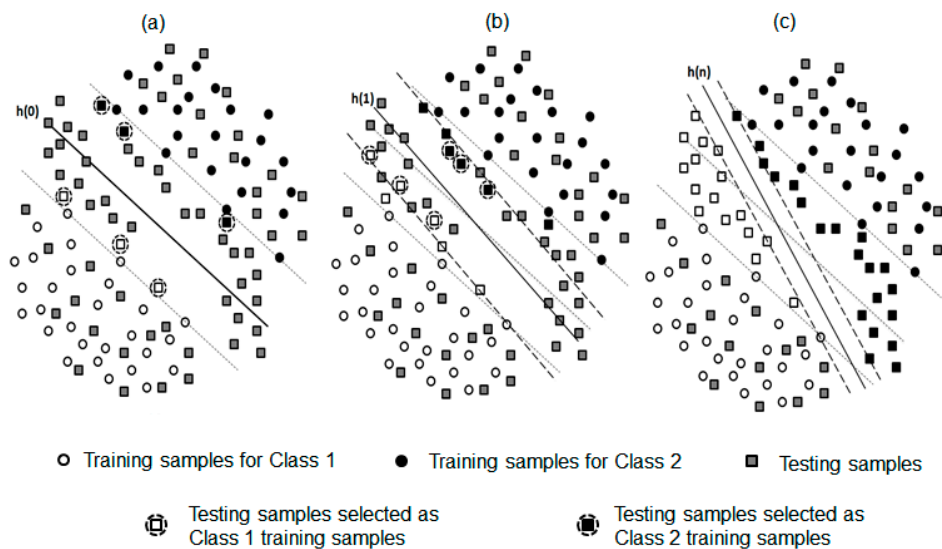 (a)
(b)
(c)
h(0)
h(1)
h(n)
Training samples for Class 1
Training samples for Class 2
Testing samples
Testing samples selected as
Class 1 training samples
Testing samples selected as
Class 2 training samples